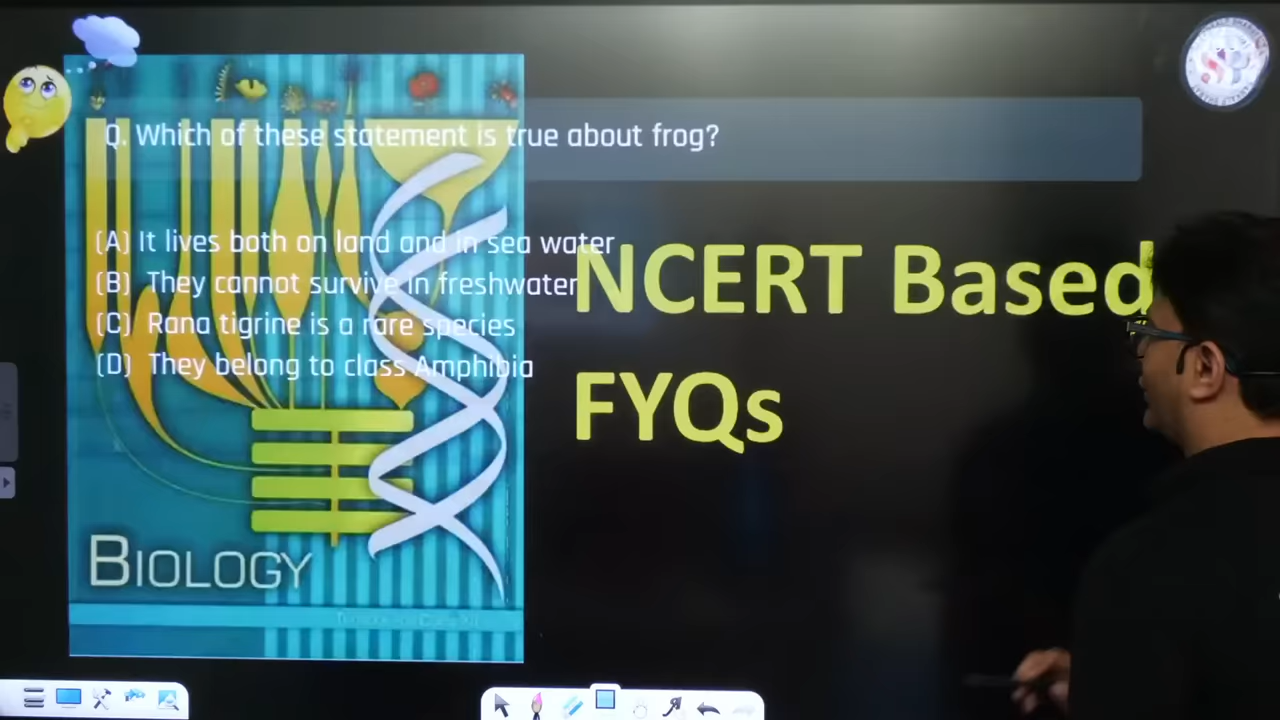 Q. Which of these statement is true about frog?
(A) It lives both on land and in sea water
(B) They cannot survive in freshwater
(C) Rana tigrine is a rare species
(D) They belong to class Amphibia
NCERT Based
FYQs
BIOLOGY